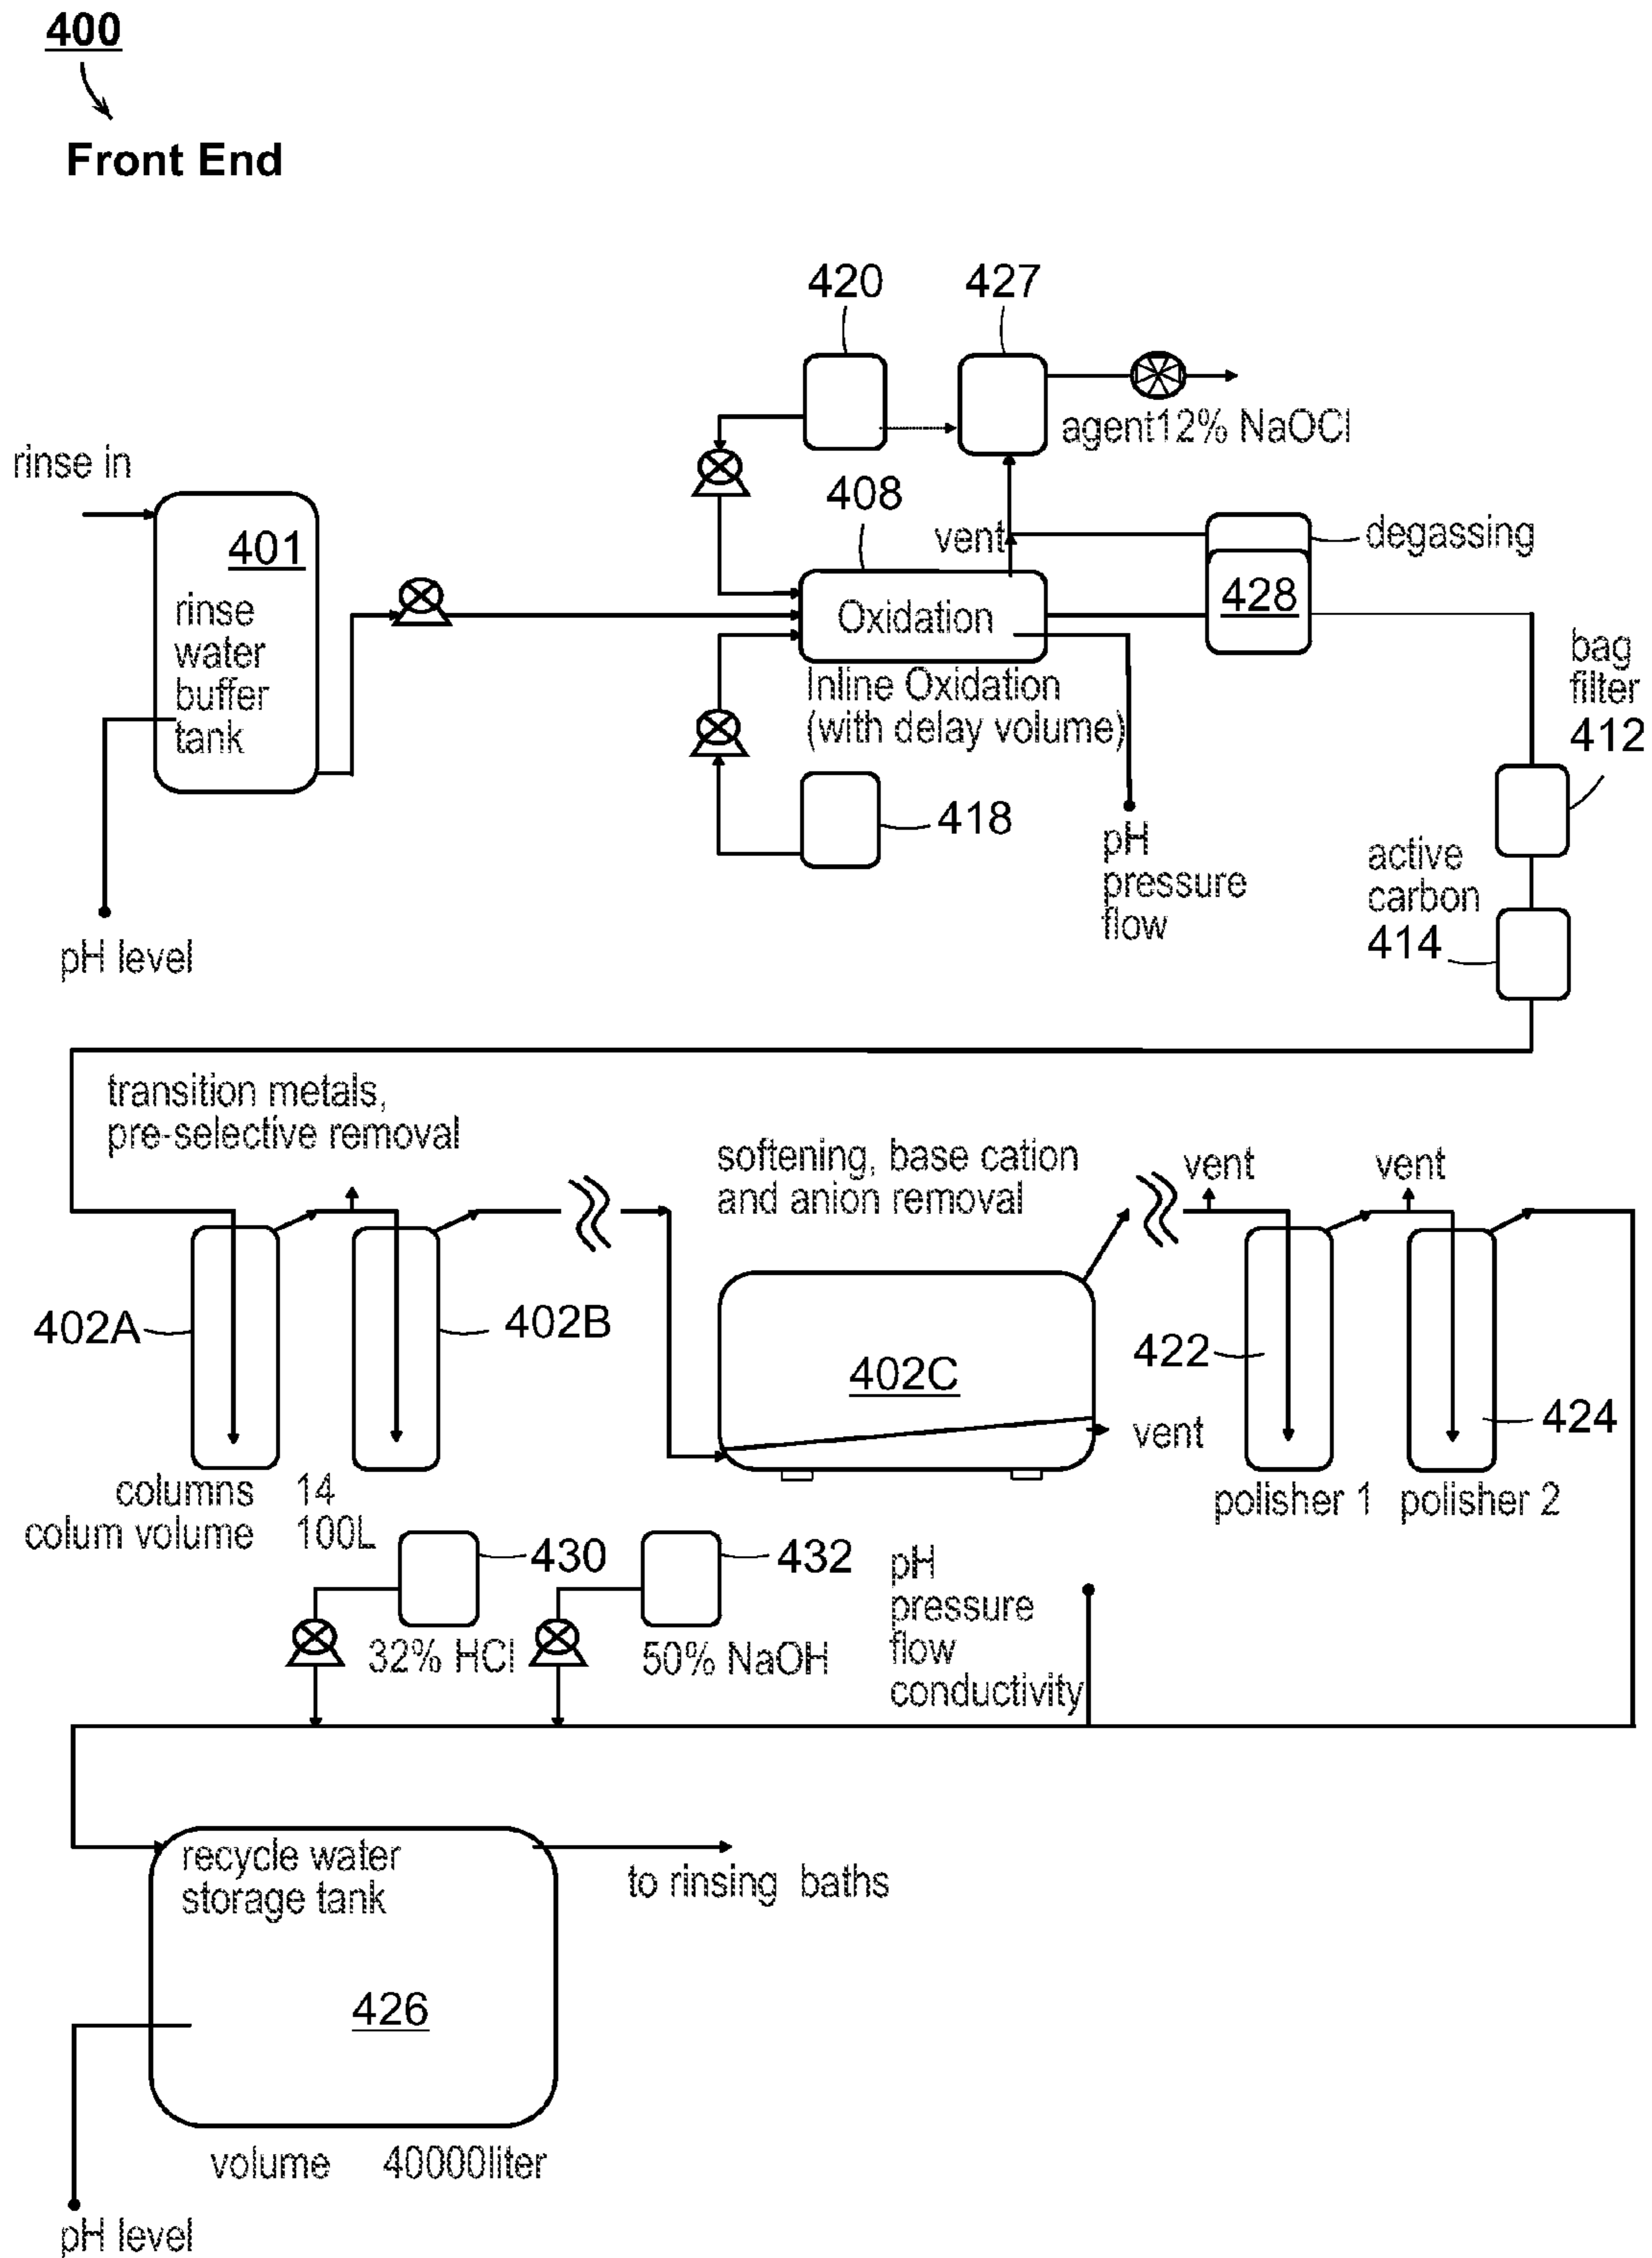 400
Front End
420
427
agent12% NaOCl
rinse in
401
rinse
water
buffer
tank
pH level
408
vent
Oxidation
Inline Oxidation
(with delay volume)
418
pH
pressure
flow
degassing
428
bag
filter
412
active
carbon
414
transition metals,
pre-selective removal
softening, base cation
and anion removal
vent
vent
402A
402B
402C
vent
422
424
columns 14
colum volume 100L
polisher 1
polisher 2
430
32% HCl
432
50% NaOH
pH
pressure
flow
conductivity
recycle water
storage tank
to rinsing baths
426
volume 40000liter
pH level